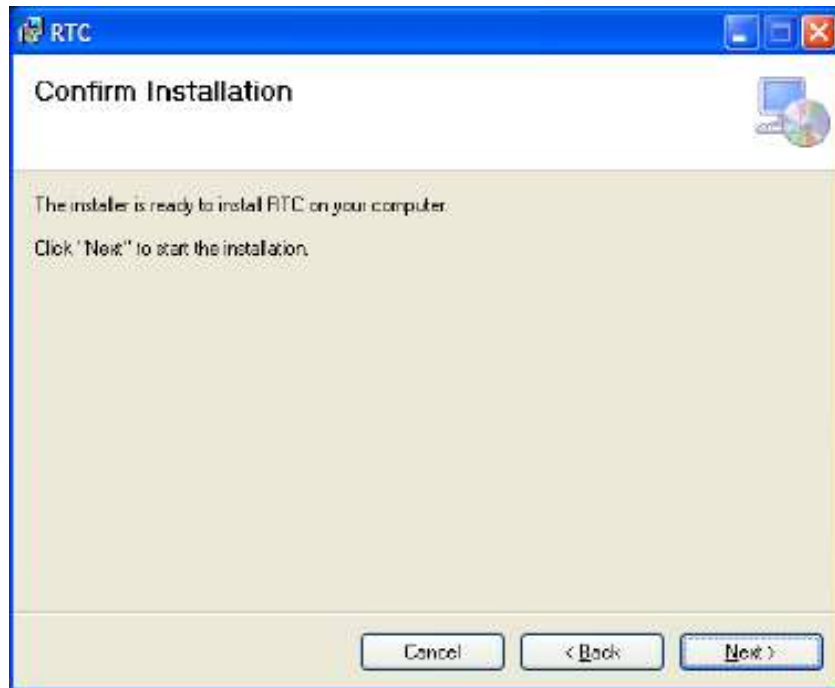 RTC
Confirm Installation
The installer is ready to install RTC on your computer.
Click "Next" to start the installation.
Cancel
< Back
Next >